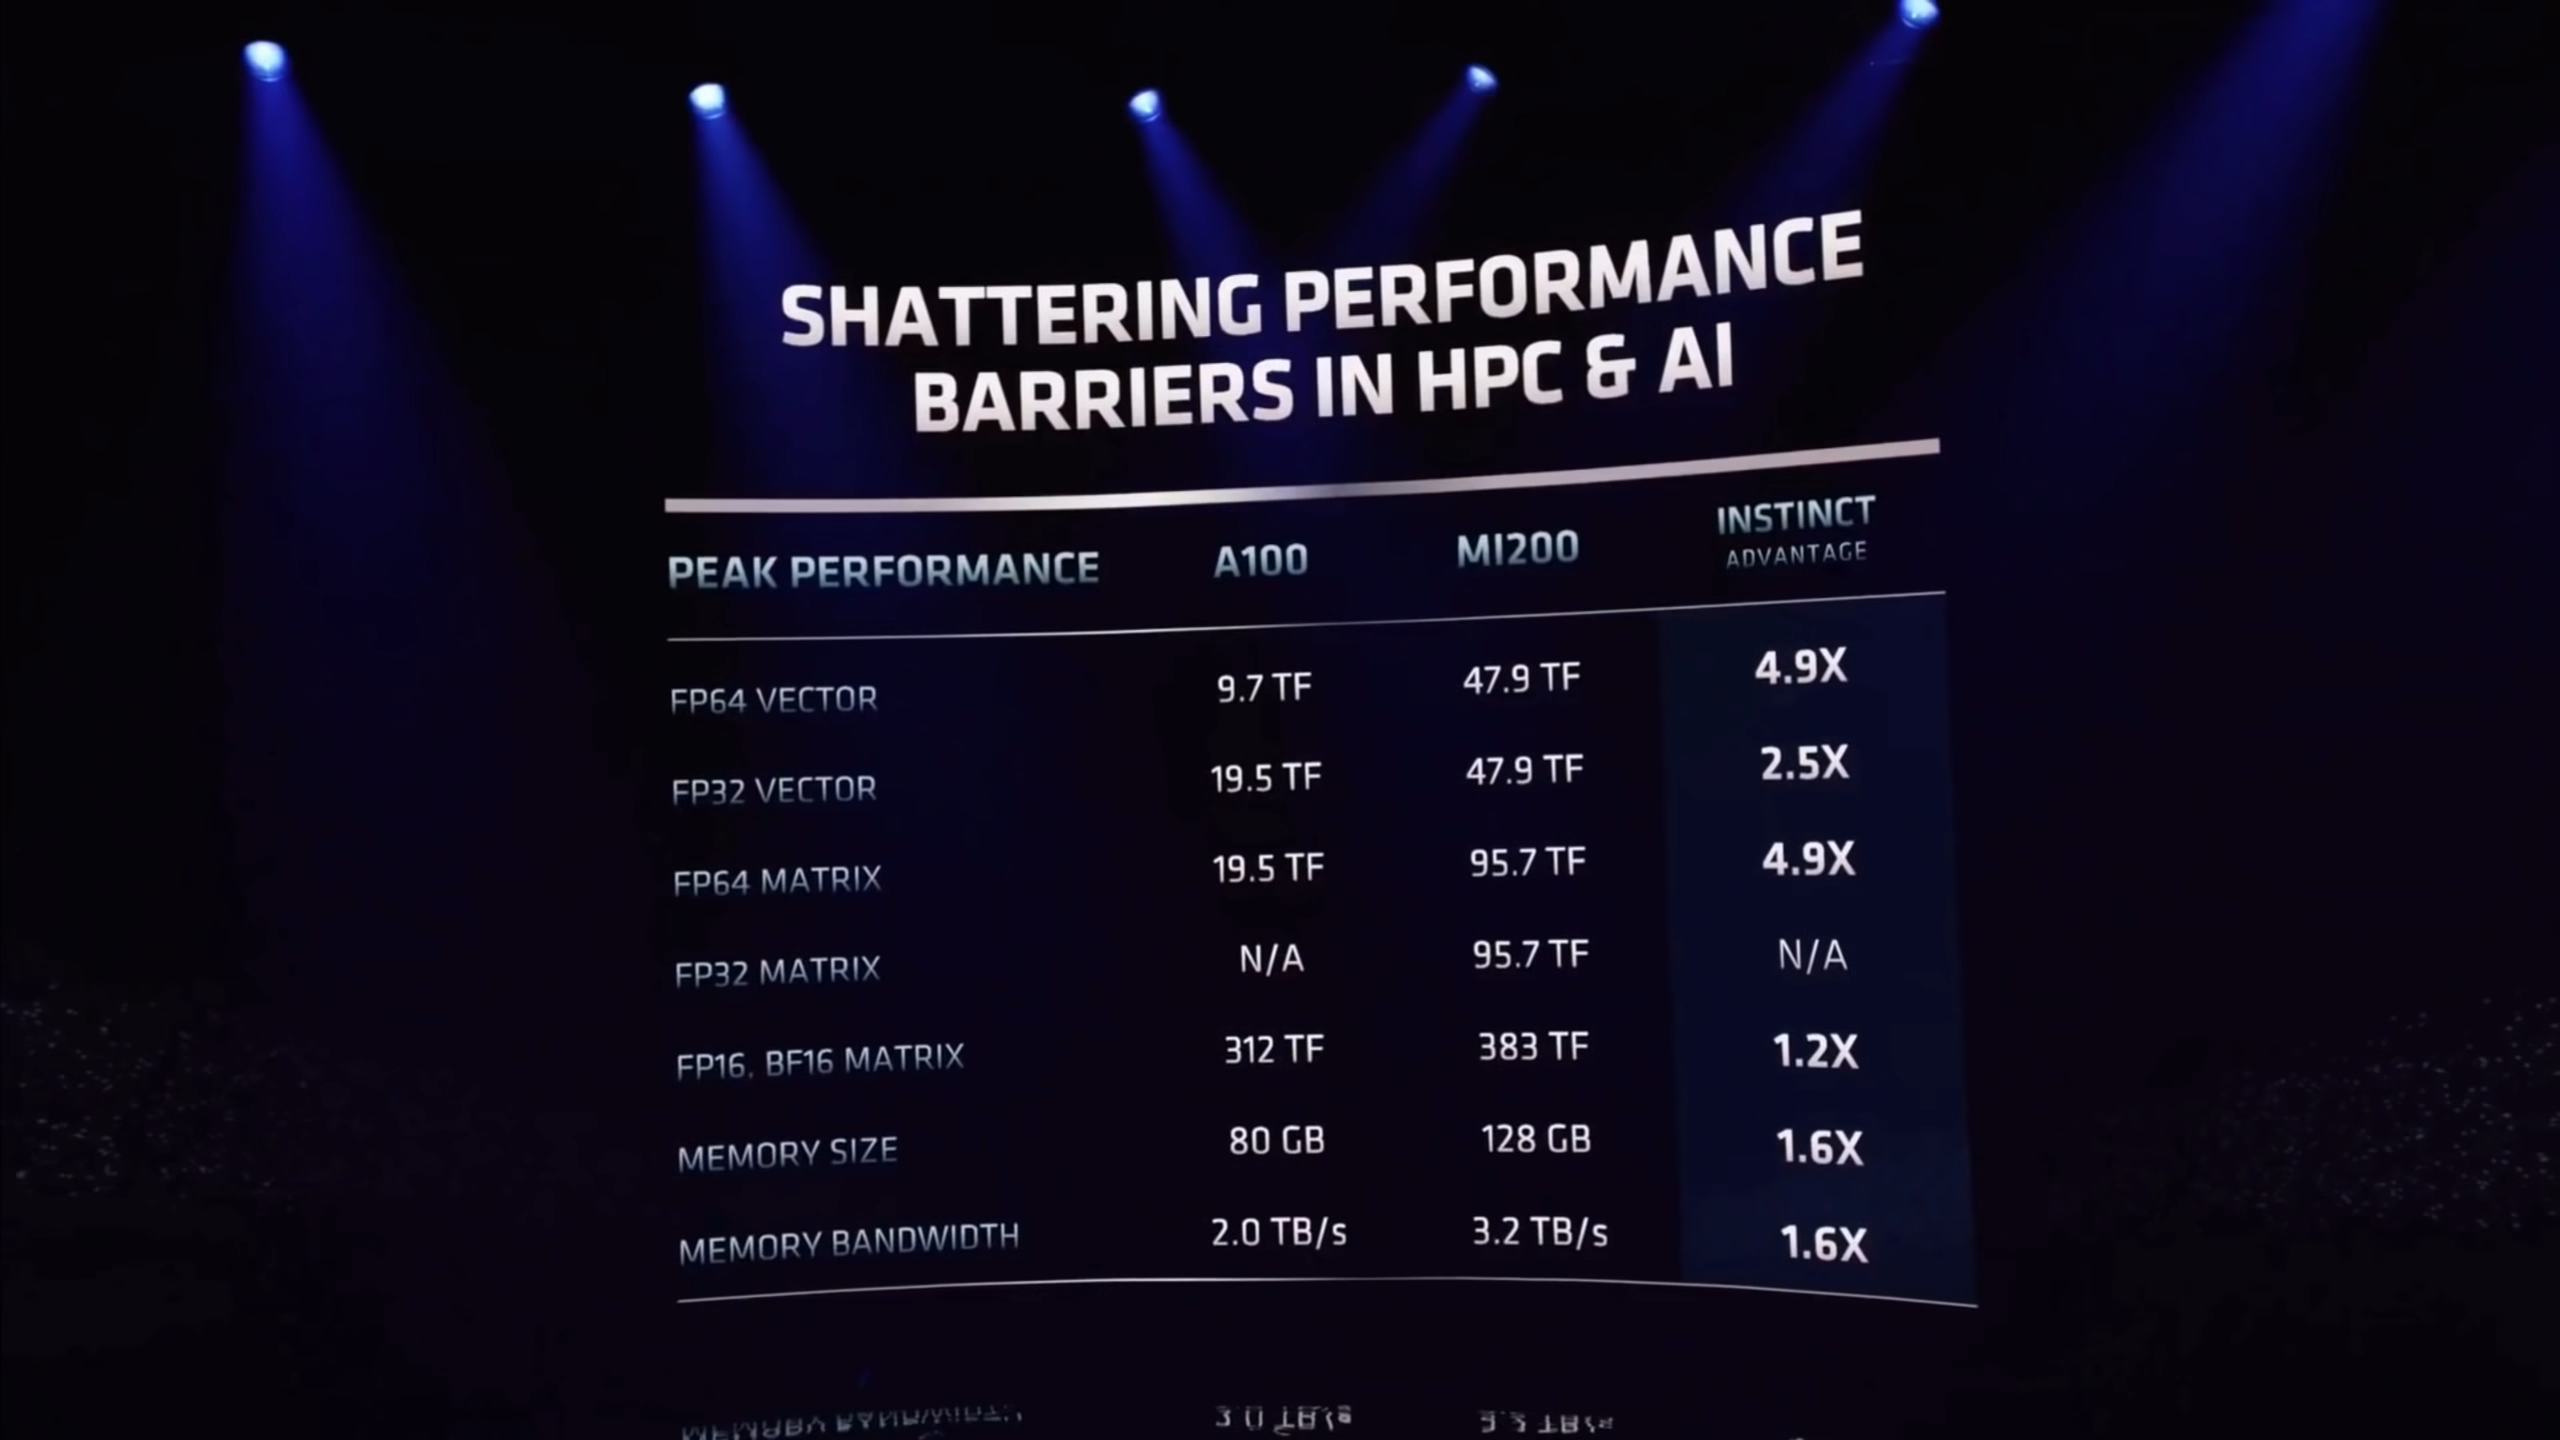 SHATTERING PERFORMANCE
BARRIERS IN HPC & AI
PEAK PERFORMANCE A100 MI200 INSTINCT
ADVANTAGE
FP64 VECTOR 9.7 TF 47.9 TF 4.9X
FP32 VECTOR 19.5 TF 47.9 TF 2.5X
FP64 MATRIX 19.5 TF 95.7 TF 4.9X
FP32 MATRIX N/A 95.7 TF N/A
FP16, BF16 MATRIX 312 TF 383 TF 1.2X
MEMORY SIZE 80 GB 128 GB 1.6X
MEMORY BANDWIDTH 2.0 TB/s 3.2 TB/s 1.6X